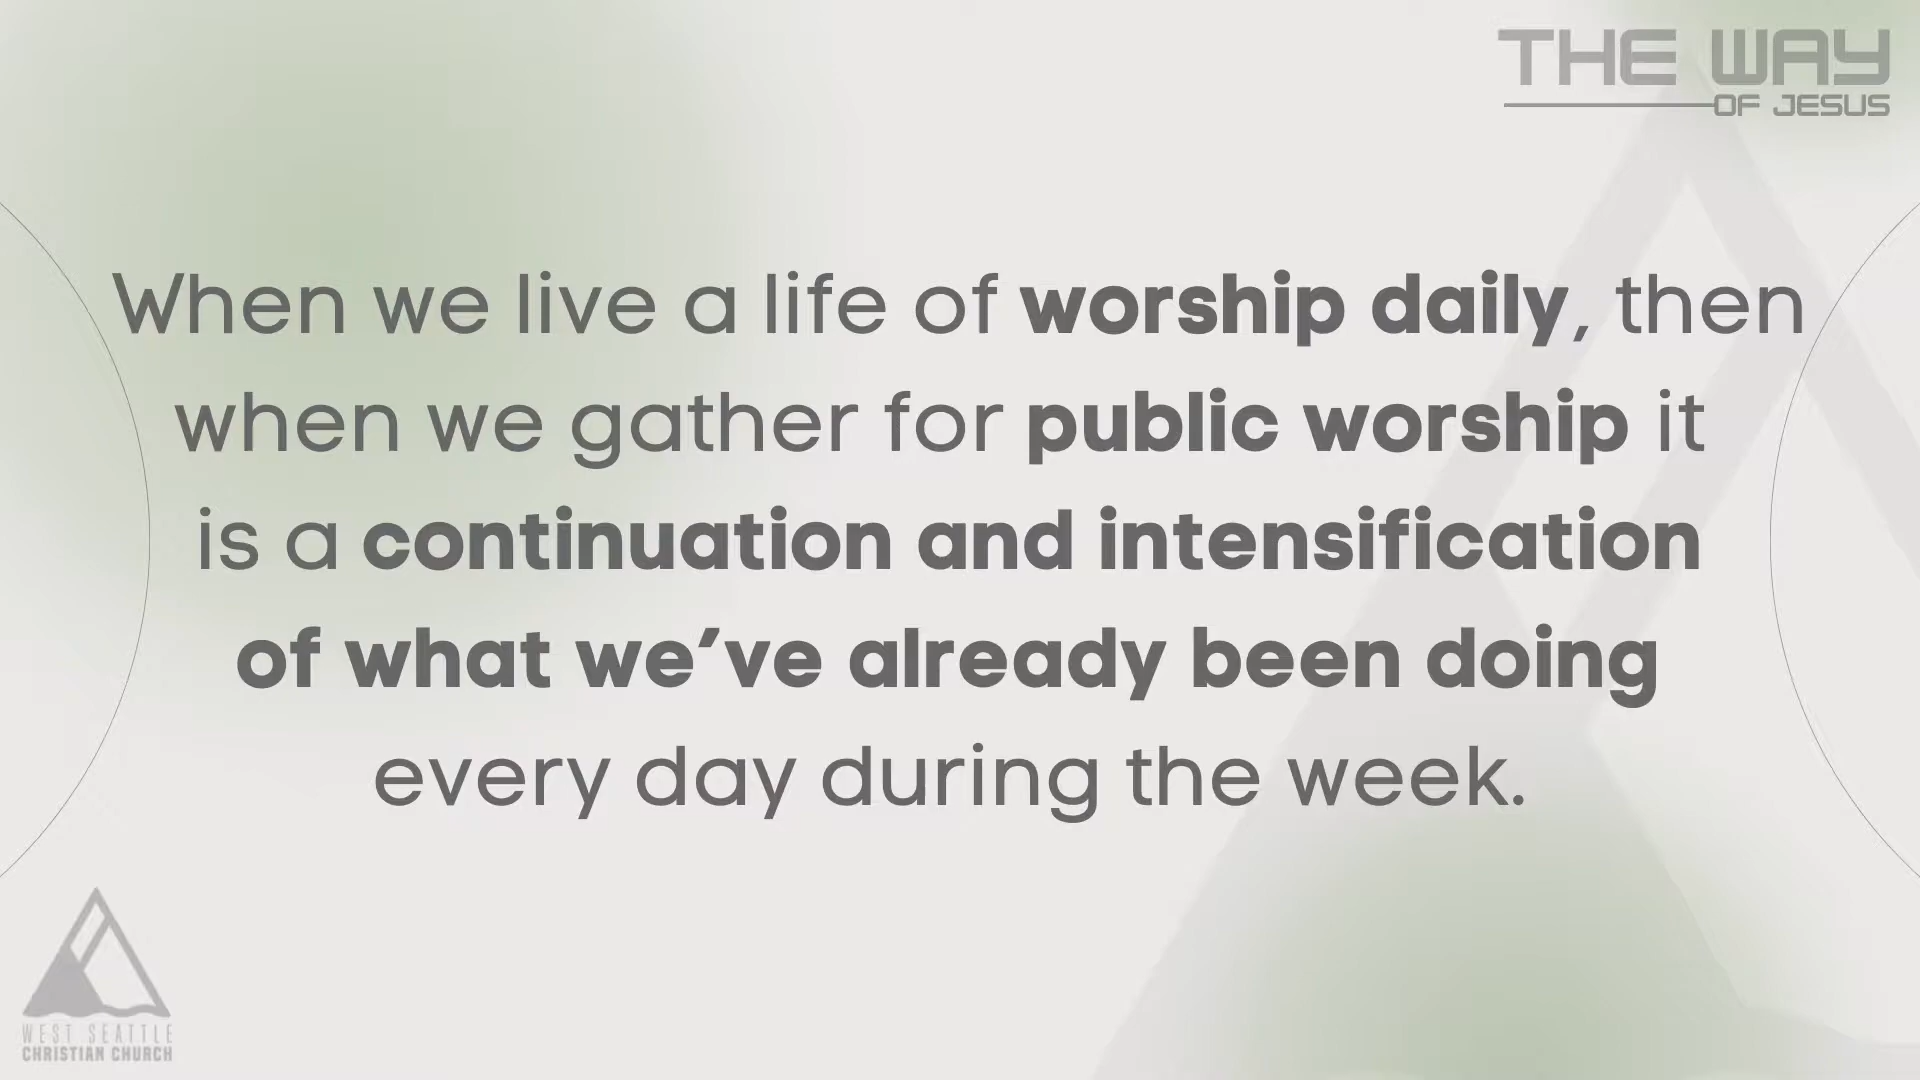 THE WAY
OF JESUS
When we live a life of worship daily, then
when we gather for public worship it
is a continuation and intensification
of what we’ve already been doing
every day during the week.
WEST SEATTLE
CHRISTIAN CHURCH